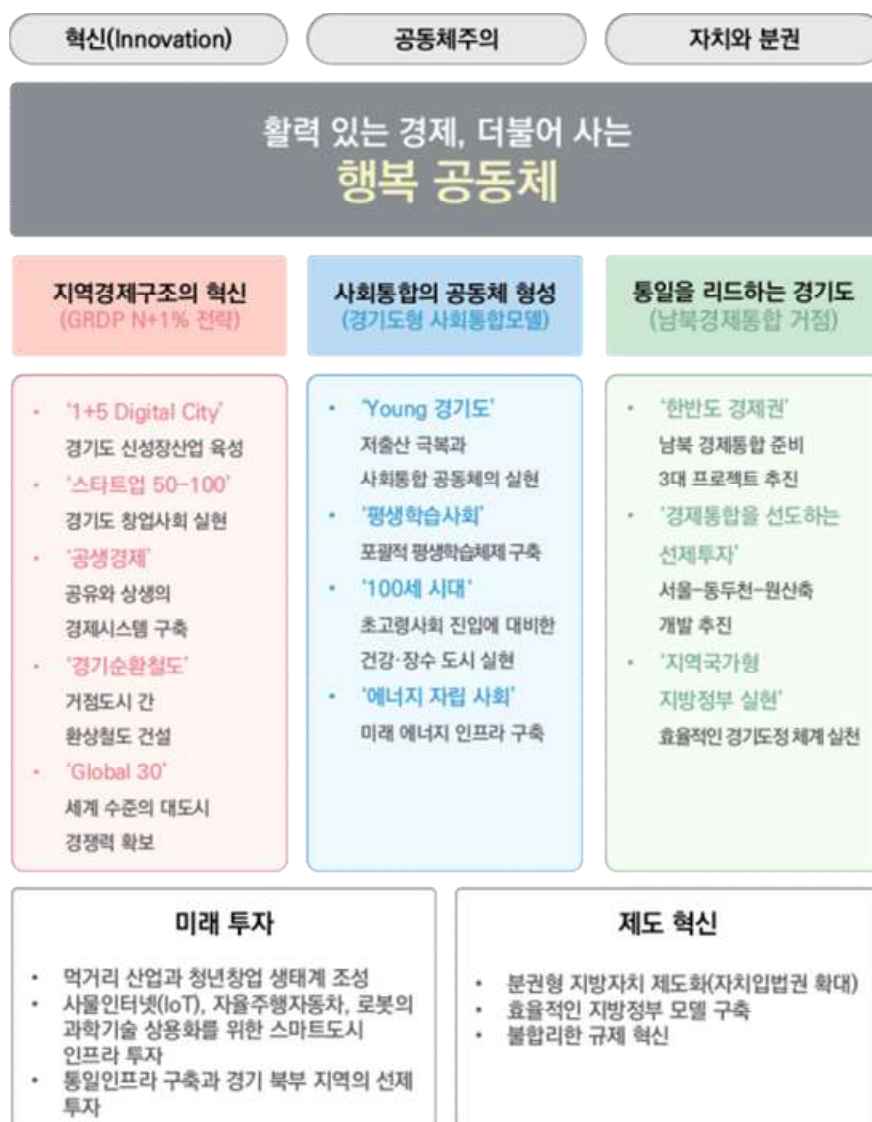 혁신(Innovation)
공동체주의
자치와 분권
활력 있는 경제, 더불어 사는
행복 공동체
지역경제구조의 혁신
(GRDP N+1% 전략)
사회통합의 공동체 형성
(경기도형 사회통합모델)
통일을 리드하는 경기도
(남북경제통합 거점)
• '1+5 Digital City'
경기도 신성장산업 육성
• '스타트업 50-100'
경기도 창업사회 실현
• '공생경제'
공유와 상생의
경제시스템 구축
• '경기순환철도'
거점도시 간
환상철도 건설
• 'Global 30'
세계 수준의 대도시
경쟁력 확보
• 'Young 경기도'
저출산 극복과
사회통합 공동체의 실현
• '평생학습사회'
포괄적 평생학습체제 구축
• '100세 시대'
초고령사회 진입에 대비한
건강·장수 도시 실현
• '에너지 자립 사회'
미래 에너지 인프라 구축
• '한반도 경제권'
남북 경제통합 준비
3대 프로젝트 추진
• '경제통합을 선도하는
선제투자'
서울-동두천-원산축
개발 추진
• '지역국가형
지방정부 실현'
효율적인 경기도정 체계 실천
미래 투자
• 먹거리 산업과 청년창업 생태계 조성
• 사물인터넷(IoT), 자율주행자동차, 로봇의
과학기술 상용화를 위한 스마트도시
인프라 투자
• 통일인프라 구축과 경기 북부 지역의 선제
투자
제도 혁신
• 분권형 지방자치 제도화(자치입법권 확대)
• 효율적인 지방정부 모델 구축
• 불합리한 규제 혁신